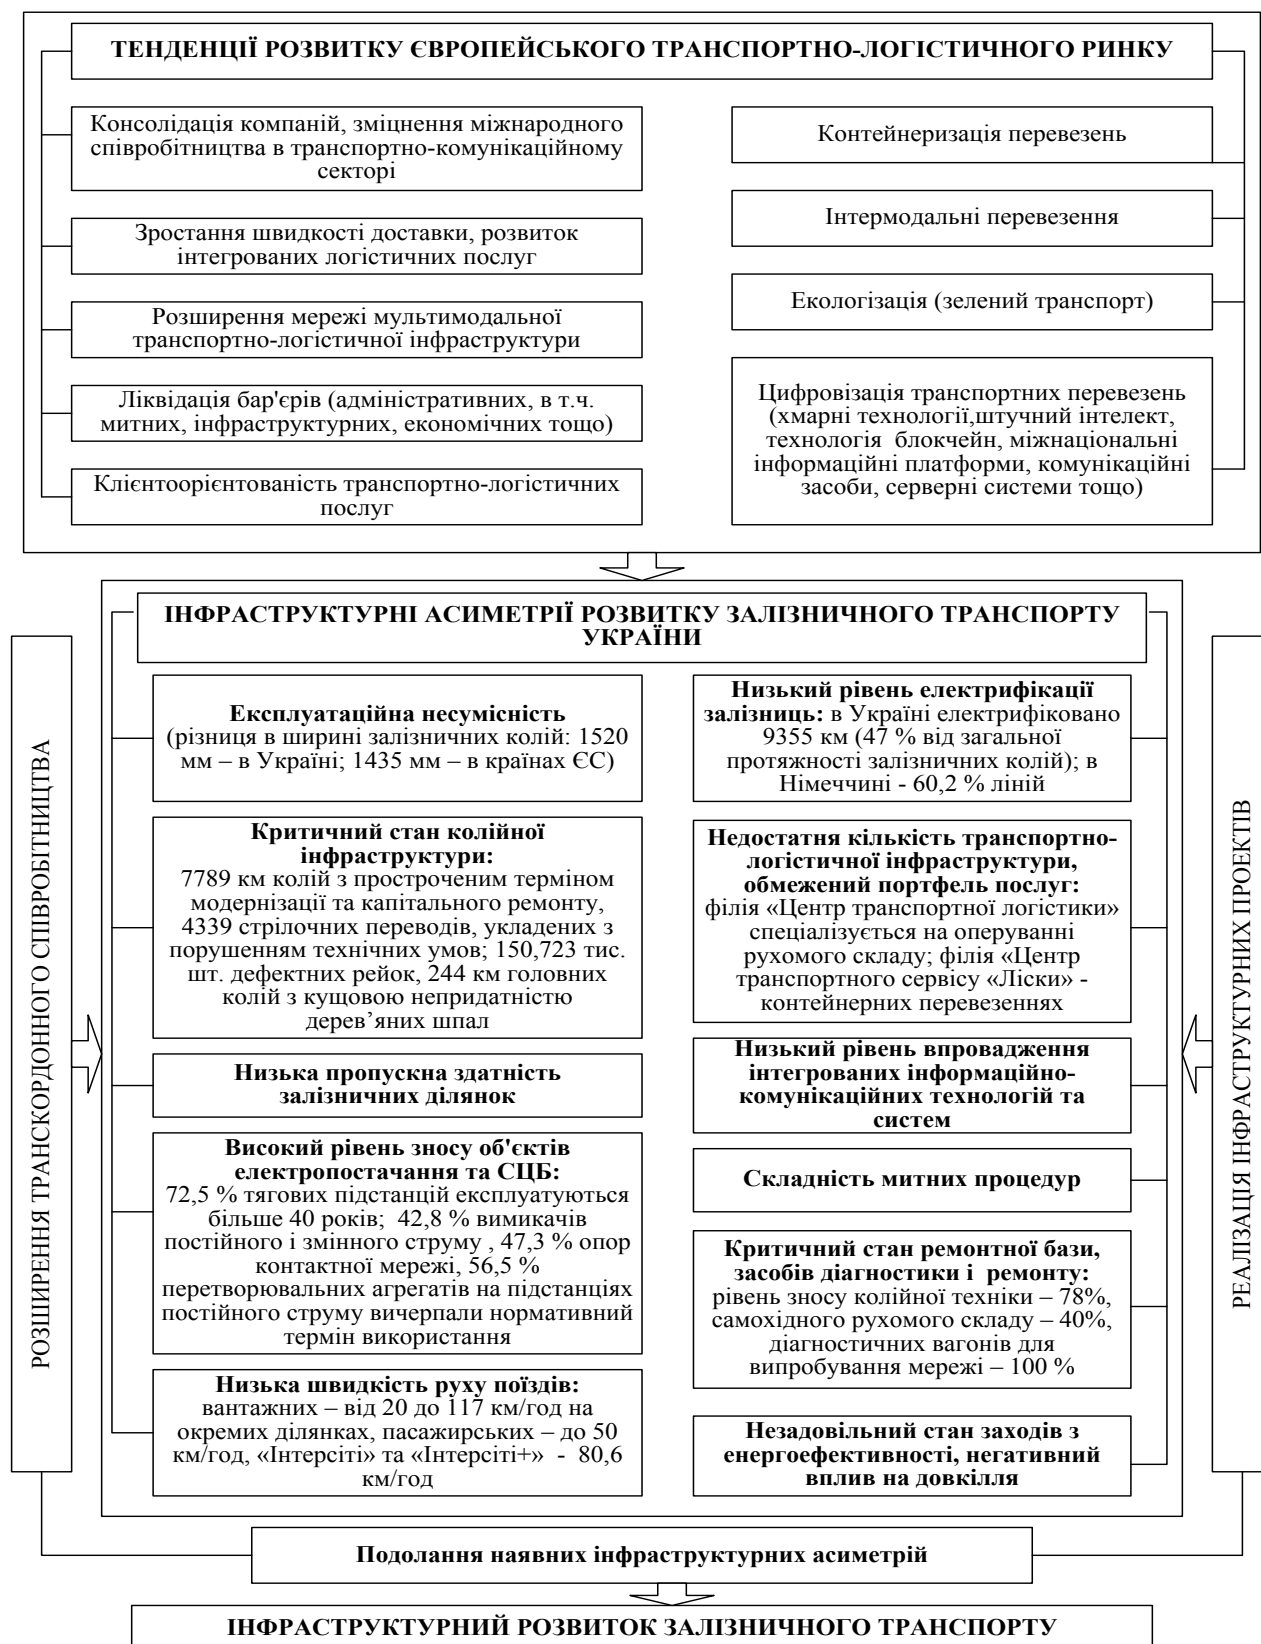 ТЕНДЕНЦІЇ РОЗВИТКУ ЄВРОПЕЙСЬКОГО ТРАНСПОРТНО-ЛОГІСТИЧНОГО РИНКУ
Консолідація компаній, зміцнення міжнародного
співробітництва в транспортно-комунікаційному
секторі
Зростання швидкості доставки, розвиток
інтегрованих логістичних послуг
Розширення мережі мультимодальної
транспортно-логістичної інфраструктури
Ліквідація бар'єрів (адміністративних, в т.ч.
митних, інфраструктурних, економічних тощо)
Клієнтоорієнтованість транспортно-логістичних
послуг
Контейнеризація перевезень
Інтермодальні перевезення
Екологізація (зелений транспорт)
Цифровізація транспортних перевезень
(хмарні технології,штучний інтелект,
технологія  блокчейн, міжнаціональні
інформаційні платформи, комунікаційні
засоби, серверні системи тощо)
РОЗШИРЕННЯ ТРАНСКОРДОННОГО СПІВРОБІТНИЦТВА
ІНФРАСТРУКТУРНІ АСИМЕТРІЇ РОЗВИТКУ ЗАЛІЗНИЧНОГО ТРАНСПОРТУ
УКРАЇНИ
Експлуатаційна несумісність
(різниця в ширині залізничних колій: 1520
мм – в Україні; 1435 мм – в країнах ЄС)
Критичний стан колійної
інфраструктури:
7789 км колій з простроченим терміном
модернізації та капітального ремонту,
4339 стрілочних переводів, укладених з
порушенням технічних умов; 150,723 тис.
шт. дефектних рейок, 244 км головних
колій з кущовою непридатністю
дерев’яних шпал
Низька пропускна здатність
залізничних ділянок
Високий рівень зносу об'єктів
електропостачання та СЦБ:
72,5 % тягових підстанцій експлуатуються
більше 40 років;  42,8 % вимикачів
постійного і змінного струму , 47,3 % опор
контактної мережі, 56,5 %
перетворювальних агрегатів на підстанціях
постійного струму вичерпали нормативний
термін використання
Низька швидкість руху поїздів:
вантажних – від 20 до 117 км/год на
окремих ділянках, пасажирських – до 50
км/год, «Інтерсіті» та «Інтерсіті+»  -  80,6
км/год
Низький рівень електрифікації
залізниць: в Україні електрифіковано
9355 км (47 % від загальної
протяжності залізничних колій); в
Німеччині - 60,2 % ліній
Недостатня кількість транспортно-
логістичної інфраструктури,
обмежений портфель послуг:
філія «Центр транспортної логістики»
спеціалізується на оперуванні
рухомого складу; філія «Центр
транспортного сервісу «Ліски» -
контейнерних перевезеннях
Низький рівень впровадження
інтегрованих інформаційно-
комунікаційних технологій та
систем
Складність митних процедур
Критичний стан ремонтної бази,
засобів діагностики і  ремонту:
рівень зносу колійної техніки – 78%,
самохідного рухомого складу – 40%,
діагностичних вагонів для
випробування мережі – 100 %
Незадовільний стан заходів з
енергоефективності, негативний
вплив на довкілля
РЕАЛІЗАЦІЯ ІНФРАСТРУКТУРНИХ ПРОЕКТІВ
Подолання наявних інфраструктурних асиметрій
ІНФРАСТРУКТУРНИЙ РОЗВИТОК ЗАЛІЗНИЧНОГО ТРАНСПОРТУ